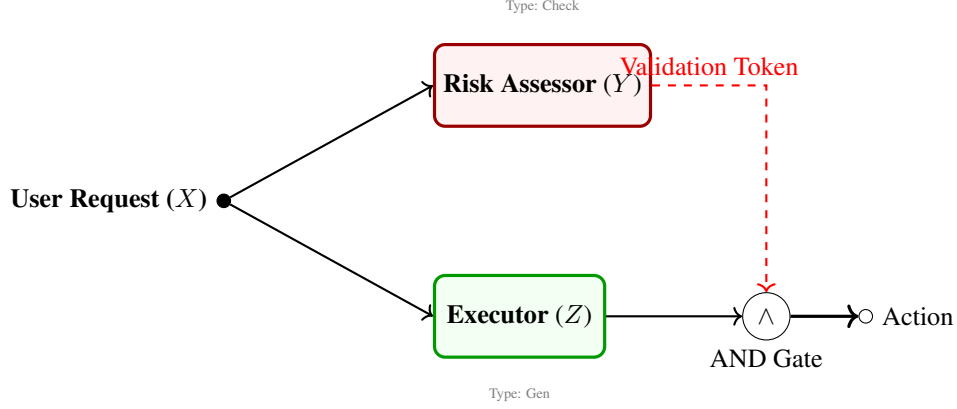 Type: Check
Validation Token
Risk Assessor (Y)
User Request (X)
Executor (Z)
∧
Action
AND Gate
Type: Gen